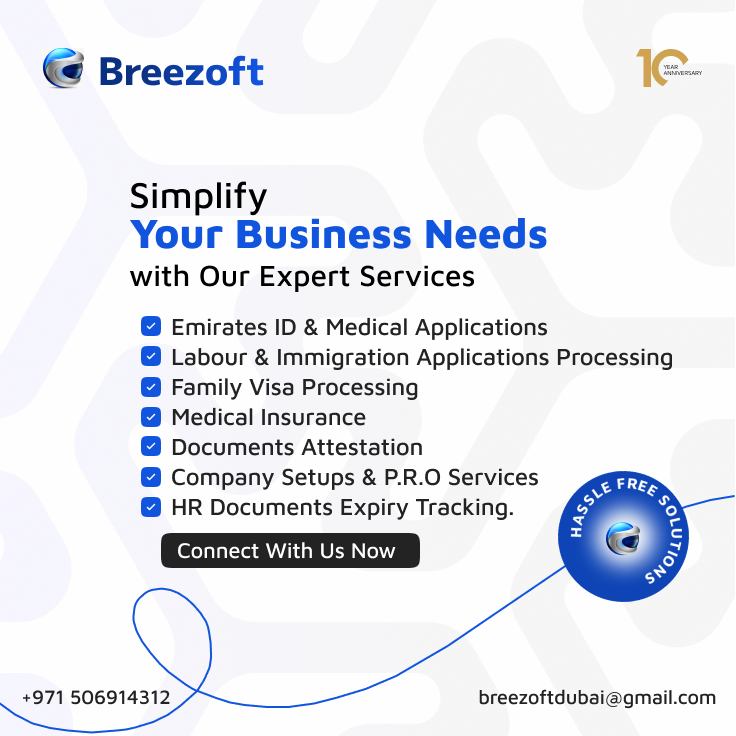 Breezoft
10 YEAR
ANNIVERSARY
Simplify
Your Business Needs
with Our Expert Services
Emirates ID & Medical Applications
Labour & Immigration Applications Processing
Family Visa Processing
Medical Insurance
Documents Attestation
Company Setups & P.R.O Services
HR Documents Expiry Tracking.
HASSLE FREE SOLUTIONS
Connect With Us Now
+971 506914312
breezoftdubai@gmail.com